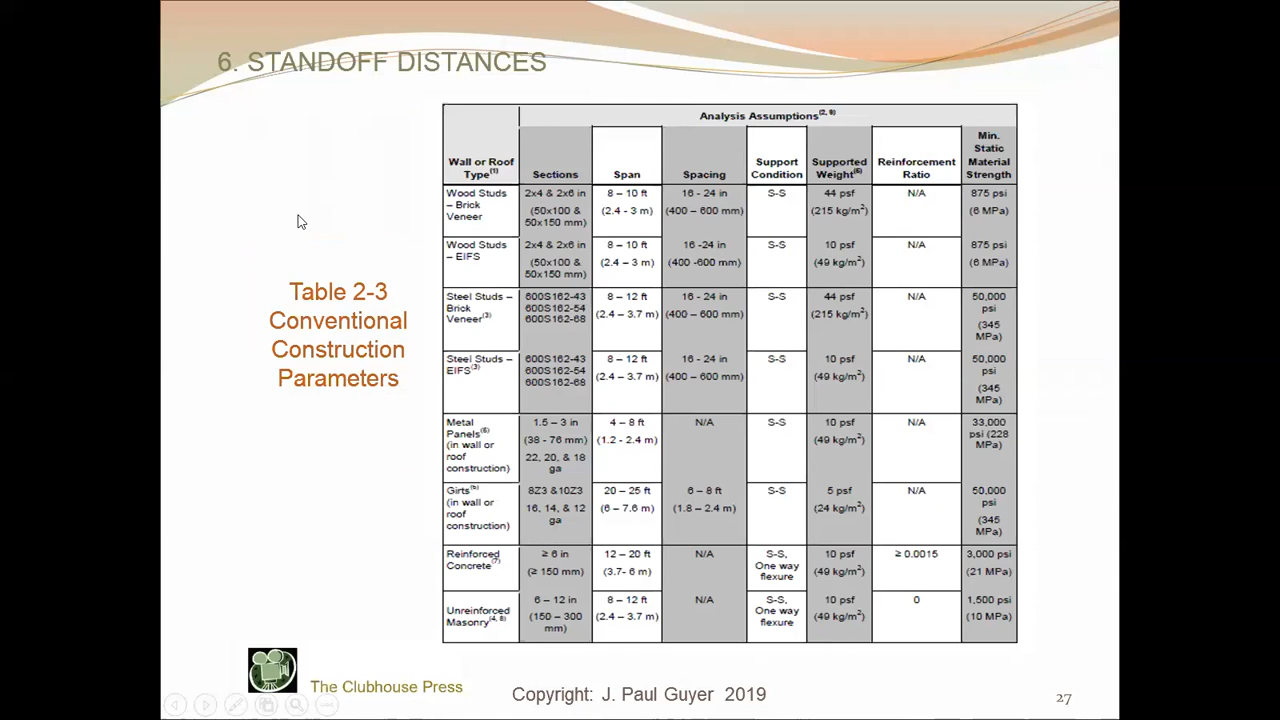 6. STANDOFF DISTANCES
Table 2-3
Conventional
Construction
Parameters
Analysis Assumptions(2, 9)
Wall or Roof Type(1) Sections Span Spacing Support Condition Supported Weight(6) Reinforcement Ratio Min. Static Material Strength
Wood Studs – Brick Veneer 2x4 & 2x6 in (50x100 & 50x150 mm) 8 – 10 ft (2.4 - 3 m) 16 - 24 in (400 – 600 mm) S-S 44 psf (215 kg/m2) N/A 875 psi (6 MPa)
Wood Studs – EIFS 2x4 & 2x6 in (50x100 & 50x150 mm) 8 – 10 ft (2.4 – 3 m) 16 -24 in (400 -600 mm) S-S 10 psf (49 kg/m2) N/A 875 psi (6 MPa)
Steel Studs – Brick Veneer(3) 600S162-43 600S162-54 600S162-68 8 – 12 ft (2.4 – 3.7 m) 16 - 24 in (400 – 600 mm) S-S 44 psf (215 kg/m2) N/A 50,000 psi (345 MPa)
Steel Studs – EIFS(3) 600S162-43 600S162-54 600S162-68 8 – 12 ft (2.4 – 3.7 m) 16 - 24 in (400 – 600 mm) S-S 10 psf (49 kg/m2) N/A 50,000 psi (345 MPa)
Metal Panels (in wall or roof construction) 1.5 – 3 in (38 - 76 mm) 22, 20, & 18 ga 4 – 8 ft (1.2 - 2.4 m) N/A S-S 10 psf (49 kg/m2) N/A 33,000 psi (228 MPa)
Girts (in wall or roof construction) 8Z3 &10Z3 16, 14, & 12 ga 20 – 25 ft (6 – 7.6 m) 6 – 8 ft (1.8 – 2.4 m) S-S 5 psf (24 kg/m2) N/A 50,000 psi (345 MPa)
Reinforced Concrete(7) ≥ 6 in (≥ 150 mm) 12 – 20 ft (3.7- 6 m) N/A S-S, One way flexure 10 psf (49 kg/m2) ≥ 0.0015 3,000 psi (21 MPa)
Unreinforced Masonry(4, 8) 6 – 12 in (150 – 300 mm) 8 – 12 ft (2.4 – 3.7 m) N/A S-S, One way flexure 10 psf (49 kg/m2) 0 1,500 psi (10 MPa)
The Clubhouse Press
Copyright: J. Paul Guyer 2019
27